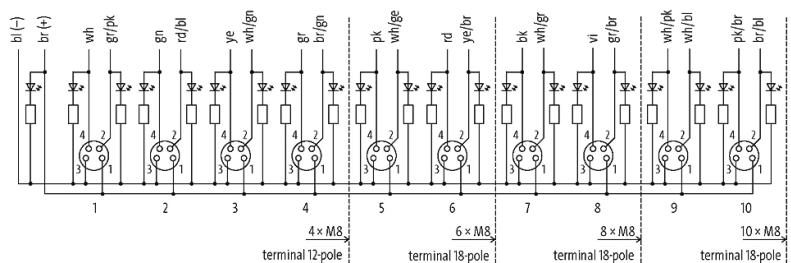 bl (–) br (+) wh gr/pk gn rd/bl ye wh/gn gr br/gn pk wh/ge rd ye/br bk wh/gr vi gr/br wh/pk wh/bl pk/br br/bl
4 2 4 2 4 2 4 2 4 2 4 2 4 2 4 2 4 2 4 2
3 1 3 1 3 1 3 1 3 1 3 1 3 1 3 1 3 1 3 1
1 2 3 4 5 6 7 8 9 10
4 × M8 6 × M8 8 × M8 10 × M8
terminal 12-pole terminal 18-pole terminal 18-pole terminal 18-pole